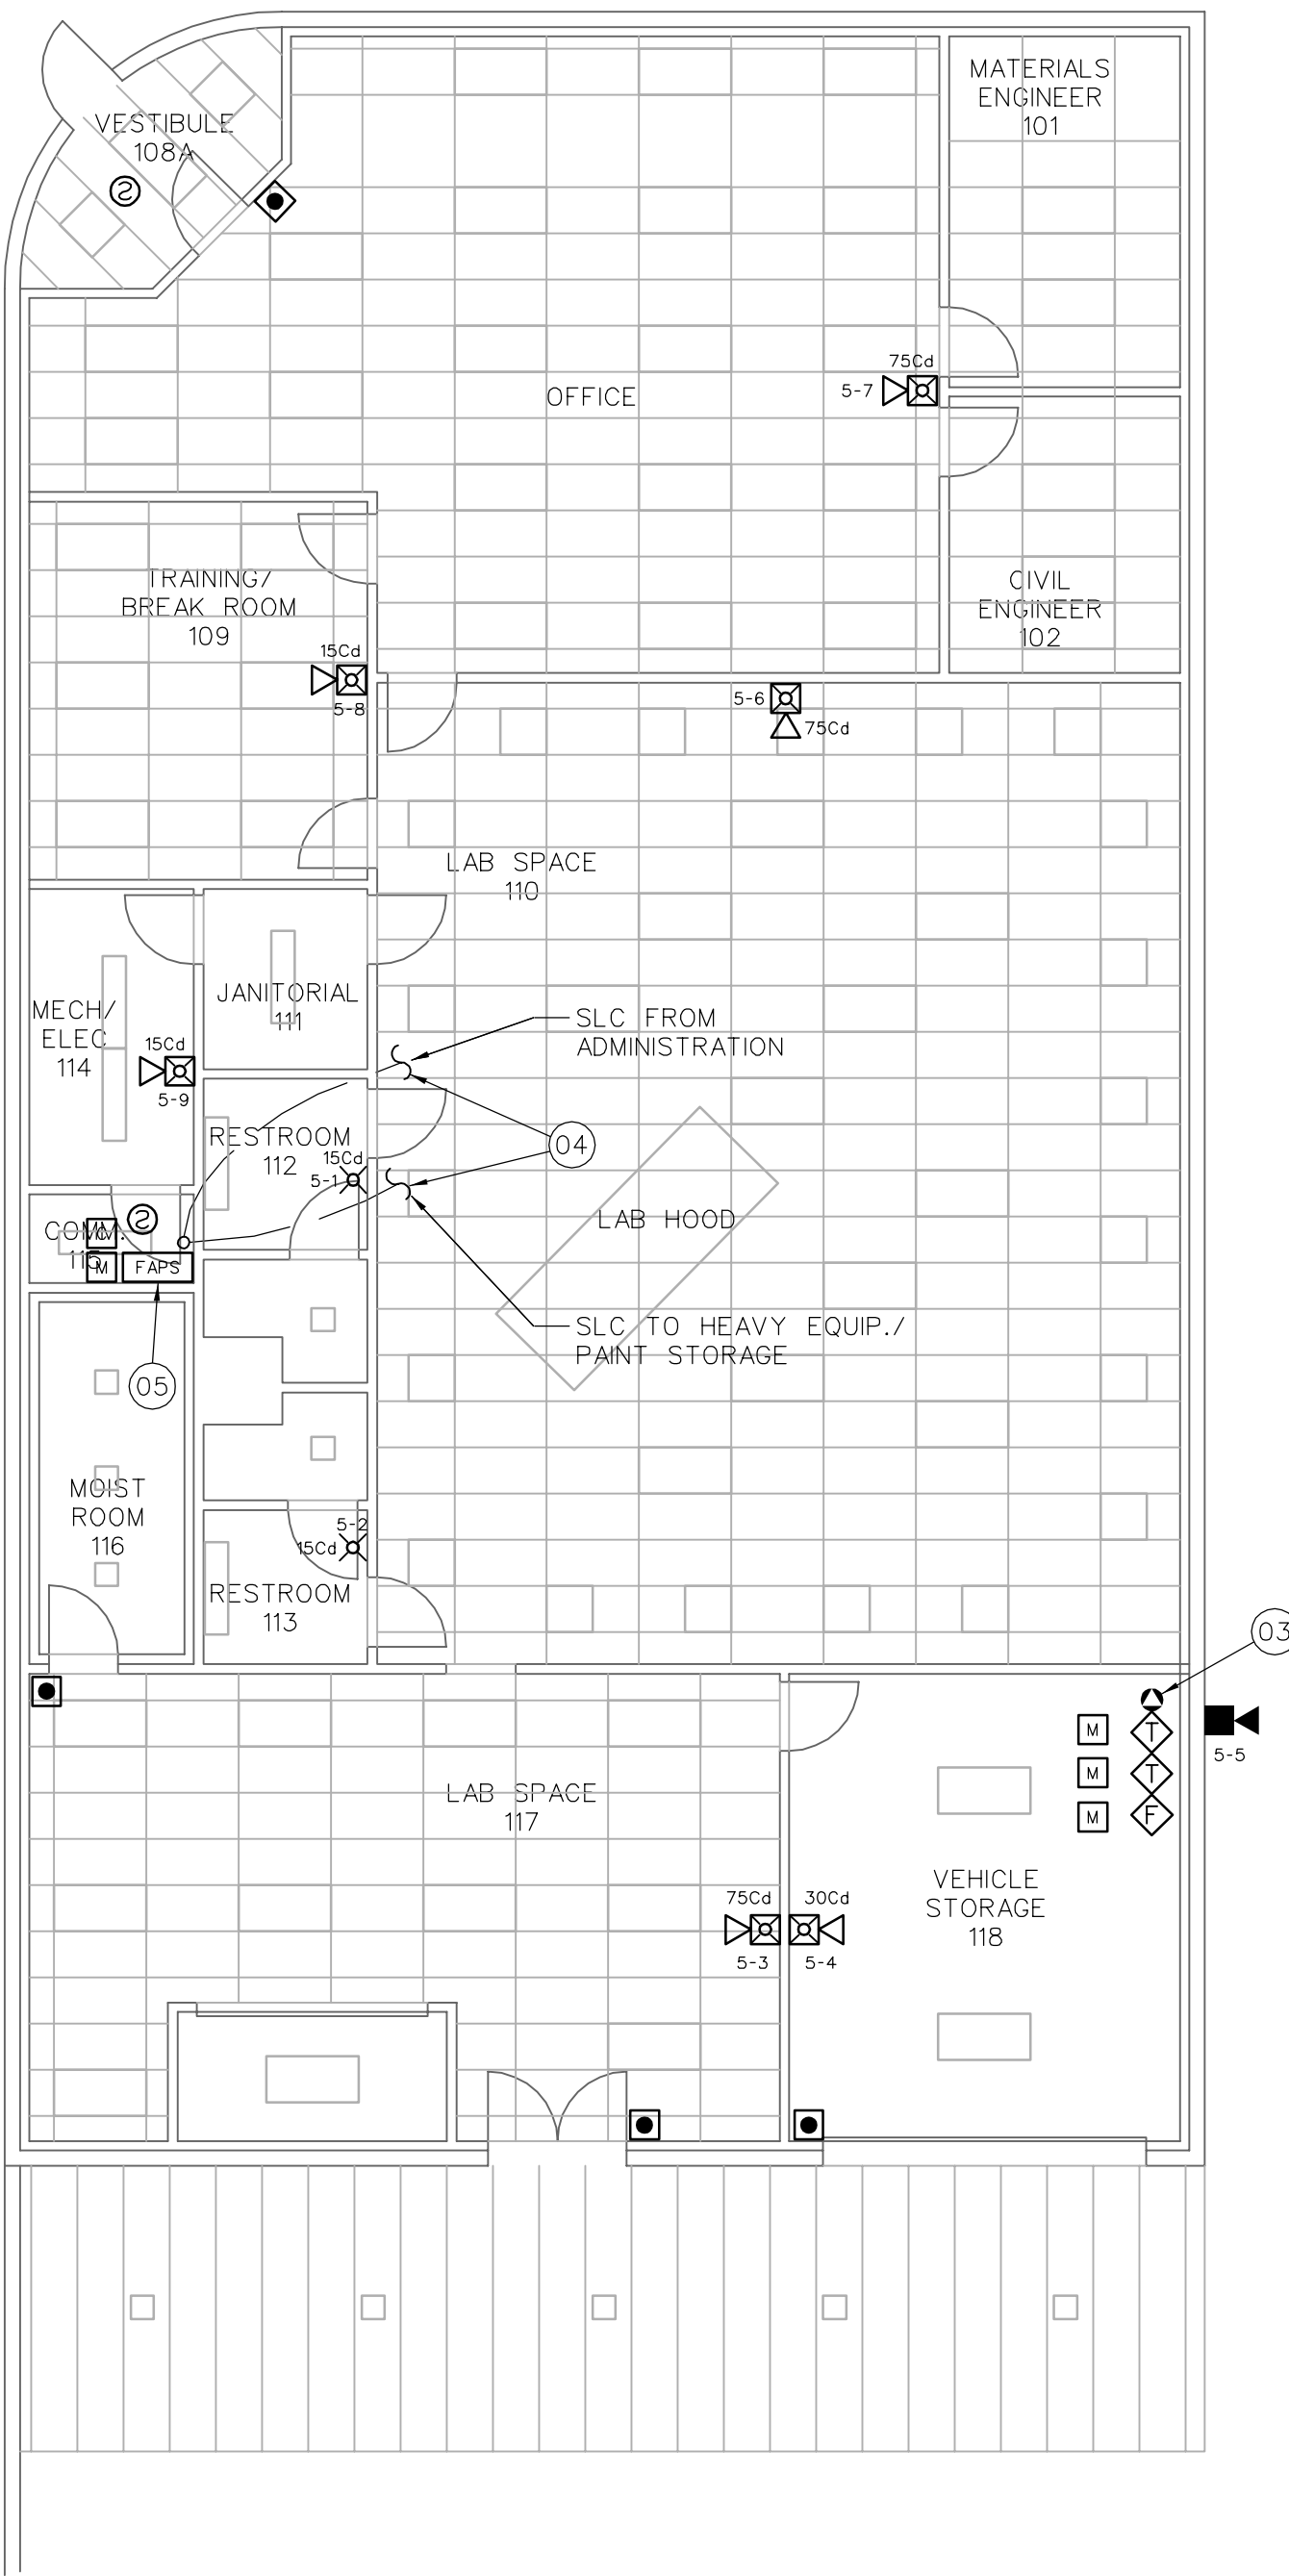 MATERIALS
ENGINEER
101
VESTIBULE
108A
S
75Cd
5-7
OFFICE
TRAINING/
BREAK ROOM
109
CIVIL
ENGINEER
102
15Cd
5-8
5-6
75Cd
LAB SPACE
110
JANITORIAL
111
MECH/
ELEC
114
15Cd
5-9
SLC FROM
ADMINISTRATION
04
RESTROOM
112
15Cd
5-1
S
COMM.
115
C
M
FAPS
LAB HOOD
SLC TO HEAVY EQUIP./
PAINT STORAGE
05
MOIST
ROOM
116
5-2
15Cd
RESTROOM
113
03
M
T
5-5
M
T
M
F
LAB SPACE
117
VEHICLE
STORAGE
118
75Cd
30Cd
5-3
5-4